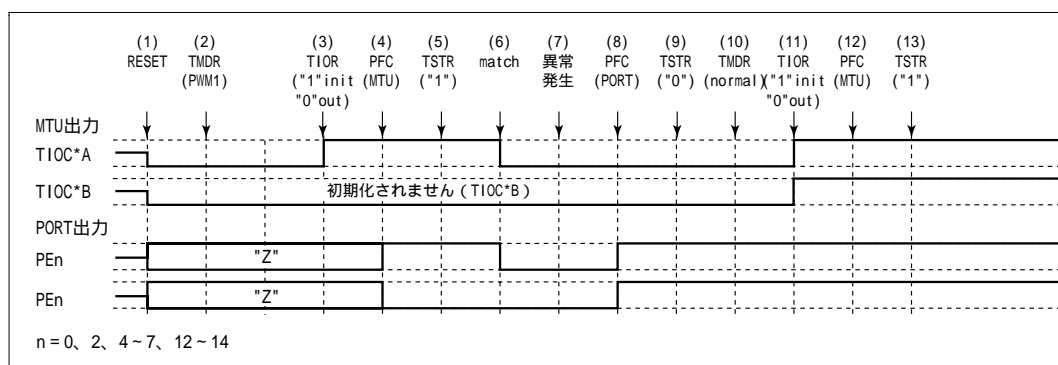 (1) (2) (3) (4) (5) (6) (7) (8) (9) (10) (11) (12) (13)
RESET TMDR TIOR PFC TSTR match 異常 PFC TSTR TMDR TIOR PFC TSTR
(PWM1) ("1"init (MTU) ("1") 発生 (PORT) ("0") (normal) ("1"init (MTU) ("1")
"0"out) "0"out)
MTU出力
TIOC*A
TIOC*B 初期化されません（TIOC*B）
PORT出力
PEn "Z"
PEn "Z"
n = 0、2、4～7、12～14